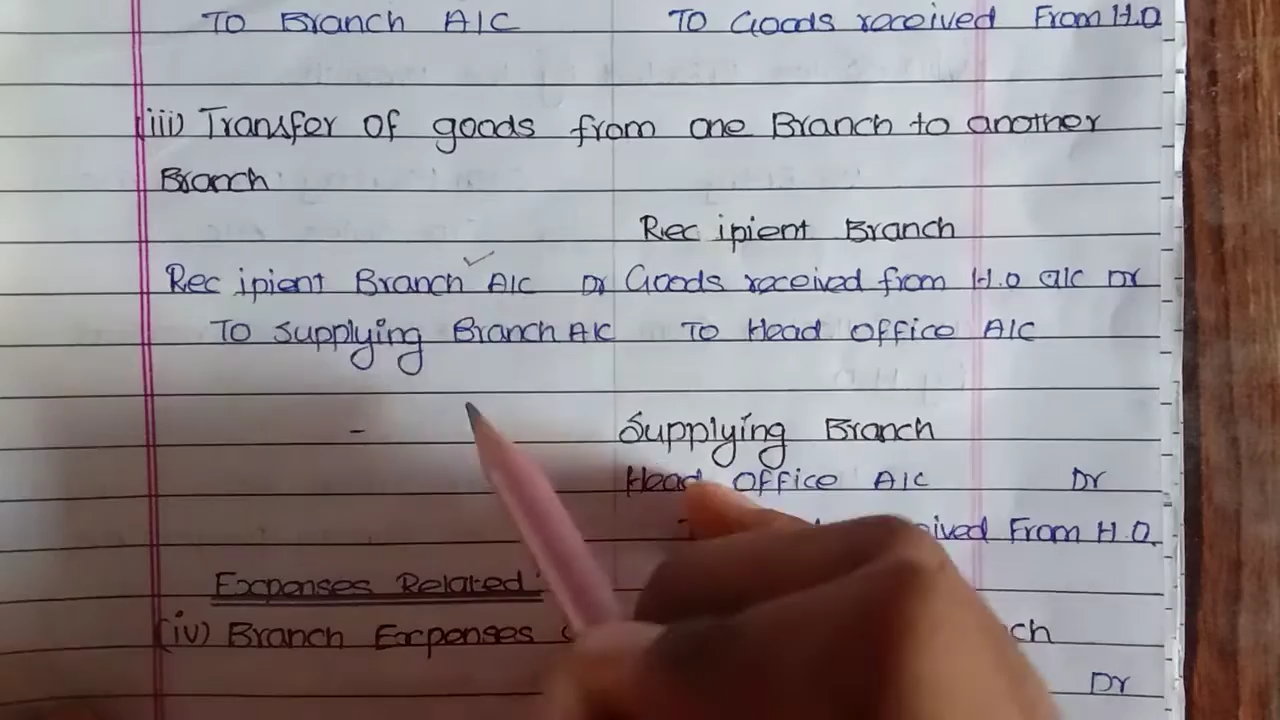 To Branch A/C To Goods received From H.O
(iii) Transfer of goods from one Branch to another
Branch
Recipient Branch
Recipient Branch A/C Dr Goods received from H.O a/c Dr
To Supplying Branch A/C To Head Office A/C
- Supplying Branch
Head Office A/C Dr
From H.O.
Expenses Related
(iv) Branch Expenses
Dr